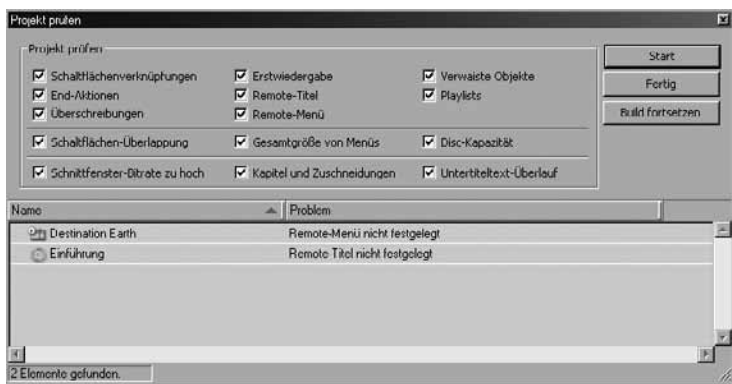 Projekt prüfen
Projekt prüfen
Schaltflächenverknüpfungen
Erstwiedergabe
Verwaiste Objekte
End-Aktionen
Remote-Titel
Playlists
Überschreibungen
Remote-Menü
Schaltflächen-Überlappung
Gesamtgröße von Menüs
Disc-Kapazität
Schnittfenster-Bitrate zu hoch
Kapitel und Zuschneidungen
Untertiteltext-Überlauf
Start
Fertig
Build fortsetzen
Name Problem
Destination Earth Remote-Menü nicht festgelegt
Einführung Remote Titel nicht festgelegt
2 Elemente gefunden.